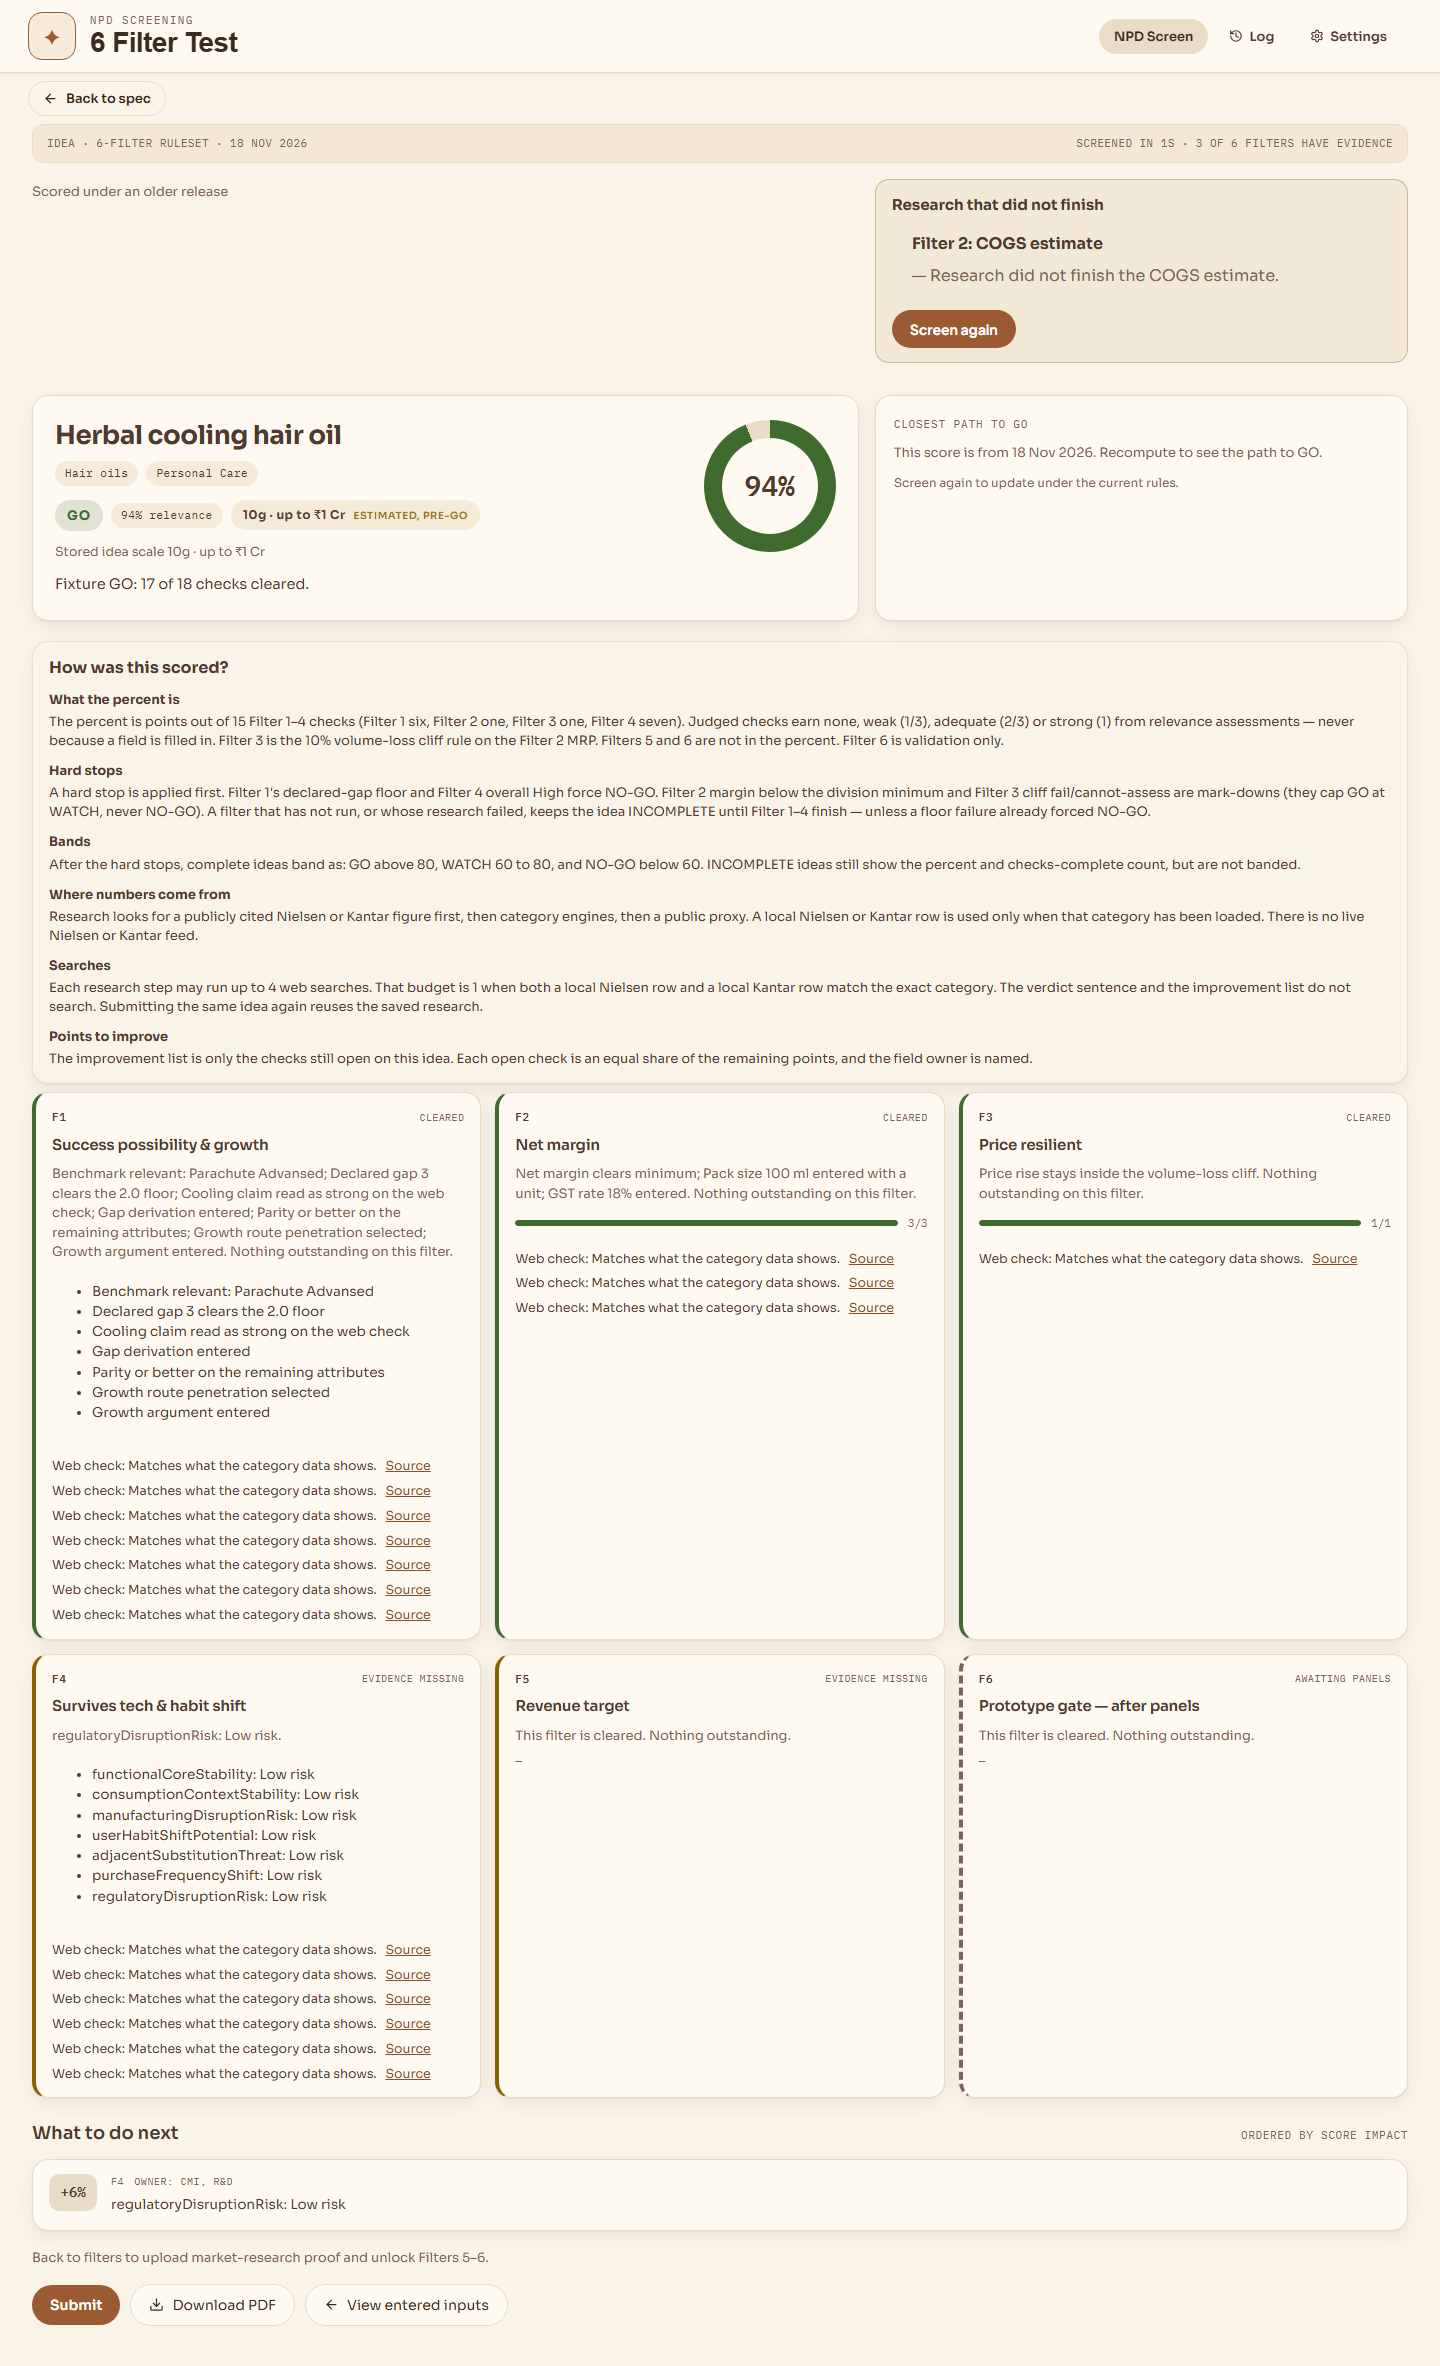 NPD SCREENING
6 Filter Test
NPD Screen
Log
Settings
Back to spec
IDEA · 6-FILTER RULESET · 18 NOV 2026
SCREENED IN 1S · 3 OF 6 FILTERS HAVE EVIDENCE
Scored under an older release
Research that did not finish
Filter 2: COGS estimate
— Research did not finish the COGS estimate.
Screen again
Herbal cooling hair oil
Hair oils
Personal Care
GO
94% relevance
10g · up to ₹1 Cr ESTIMATED, PRE-GO
Stored idea scale 10g · up to ₹1 Cr
Fixture GO: 17 of 18 checks cleared.
94%
CLOSEST PATH TO GO
This score is from 18 Nov 2026. Recompute to see the path to GO.
Screen again to update under the current rules.
How was this scored?
What the percent is
The percent is points out of 15 Filter 1–4 checks (Filter 1 six, Filter 2 one, Filter 3 one, Filter 4 seven). Judged checks earn none, weak (1/3), adequate (2/3) or strong (1) from relevance assessments — never
because a field is filled in. Filter 3 is the 10% volume-loss cliff rule on the Filter 2 MRP. Filters 5 and 6 are not in the percent. Filter 6 is validation only.
Hard stops
A hard stop is applied first. Filter 1's declared-gap floor and Filter 4 overall High force NO-GO. Filter 2 margin below the division minimum and Filter 3 cliff fail/cannot-assess are mark-downs (they cap GO at
WATCH, never NO-GO). A filter that has not run, or whose research failed, keeps the idea INCOMPLETE until Filter 1–4 finish — unless a floor failure already forced NO-GO.
Bands
After the hard stops, complete ideas band as: GO above 80, WATCH 60 to 80, and NO-GO below 60. INCOMPLETE ideas still show the percent and checks-complete count, but are not banded.
Where numbers come from
Research looks for a publicly cited Nielsen or Kantar figure first, then category engines, then a public proxy. A local Nielsen or Kantar row is used only when that category has been loaded. There is no live
Nielsen or Kantar feed.
Searches
Each research step may run up to 4 web searches. That budget is 1 when both a local Nielsen row and a local Kantar row match the exact category. The verdict sentence and the improvement list do not
search. Submitting the same idea again reuses the saved research.
Points to improve
The improvement list is only the checks still open on this idea. Each open check is an equal share of the remaining points, and the field owner is named.
F1
CLEARED
Success possibility & growth
Benchmark relevant: Parachute Advansed; Declared gap 3
clears the 2.0 floor; Cooling claim read as strong on the web
check; Gap derivation entered; Parity or better on the
remaining attributes; Growth route penetration selected;
Growth argument entered. Nothing outstanding on this filter.
• Benchmark relevant: Parachute Advansed
• Declared gap 3 clears the 2.0 floor
• Cooling claim read as strong on the web check
• Gap derivation entered
• Parity or better on the remaining attributes
• Growth route penetration selected
• Growth argument entered
Web check: Matches what the category data shows. Source
Web check: Matches what the category data shows. Source
Web check: Matches what the category data shows. Source
Web check: Matches what the category data shows. Source
Web check: Matches what the category data shows. Source
Web check: Matches what the category data shows. Source
Web check: Matches what the category data shows. Source
F2
CLEARED
Net margin
Net margin clears minimum; Pack size 100 ml entered with a
unit; GST rate 18% entered. Nothing outstanding on this filter.
3/3
Web check: Matches what the category data shows. Source
Web check: Matches what the category data shows. Source
Web check: Matches what the category data shows. Source
F3
CLEARED
Price resilient
Price rise stays inside the volume-loss cliff. Nothing
outstanding on this filter.
1/1
Web check: Matches what the category data shows. Source
F4
EVIDENCE MISSING
Survives tech & habit shift
regulatoryDisruptionRisk: Low risk.
• functionalCoreStability: Low risk
• consumptionContextStability: Low risk
• manufacturingDisruptionRisk: Low risk
• userHabitShiftPotential: Low risk
• adjacentSubstitutionThreat: Low risk
• purchaseFrequencyShift: Low risk
• regulatoryDisruptionRisk: Low risk
Web check: Matches what the category data shows. Source
Web check: Matches what the category data shows. Source
Web check: Matches what the category data shows. Source
Web check: Matches what the category data shows. Source
Web check: Matches what the category data shows. Source
Web check: Matches what the category data shows. Source
F5
EVIDENCE MISSING
Revenue target
This filter is cleared. Nothing outstanding.
–
F6
AWAITING PANELS
Prototype gate — after panels
This filter is cleared. Nothing outstanding.
–
What to do next
ORDERED BY SCORE IMPACT
+6%
F4 OWNER: CMI, R&D
regulatoryDisruptionRisk: Low risk
Back to filters to upload market-research proof and unlock Filters 5–6.
Submit
Download PDF
View entered inputs